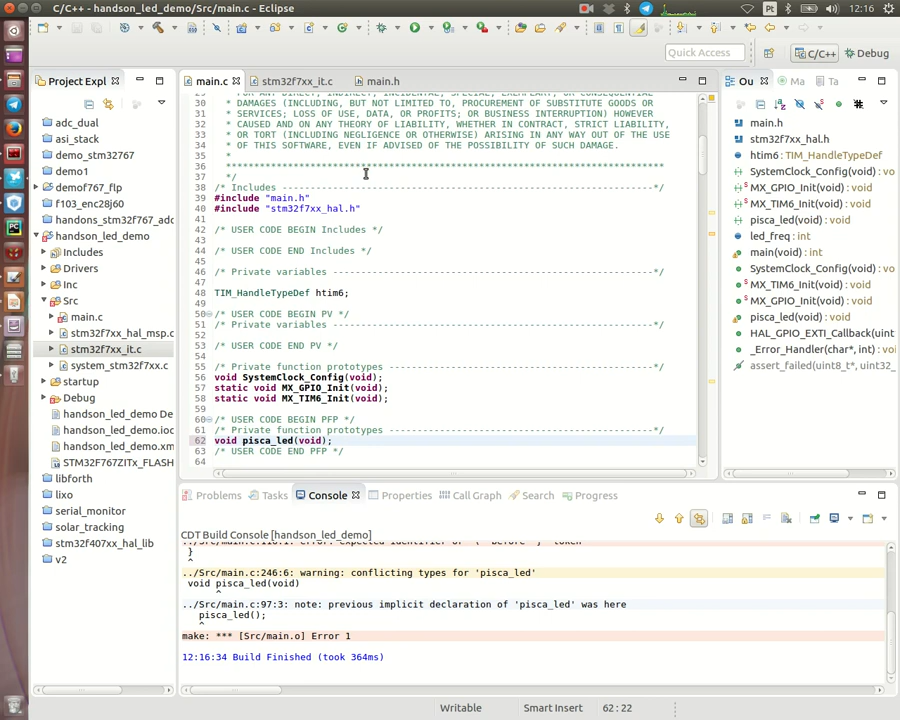 C/C++ - handson_led_demo/Src/main.c - Eclipse
Pt
12:16
Quick Access
C/C++
Debug
Project Expl
adc_dual
asi_stack
demo_stm32767
demo1
demof767_flp
f103_enc28j60
handons_stm32f767_adc
handson_led_demo
Includes
Drivers
Inc
Src
main.c
stm32f7xx_hal_msp.c
stm32f7xx_it.c
system_stm32f7xx.c
startup
Debug
handson_led_demo De
handson_led_demo.ioc
handson_led_demo.xm
STM32F767ZITx_FLASH
libforth
lixo
serial_monitor
solar_tracking
stm32f407xx_hal_lib
v2
main.c
stm32f7xx_it.c
main.h
30 * DAMAGES (INCLUDING, BUT NOT LIMITED TO, PROCUREMENT OF SUBSTITUTE GOODS OR
31 * SERVICES; LOSS OF USE, DATA, OR PROFITS; OR BUSINESS INTERRUPTION) HOWEVER
32 * CAUSED AND ON ANY THEORY OF LIABILITY, WHETHER IN CONTRACT, STRICT LIABILITY,
33 * OR TORT (INCLUDING NEGLIGENCE OR OTHERWISE) ARISING IN ANY WAY OUT OF THE USE
34 * OF THIS SOFTWARE, EVEN IF ADVISED OF THE POSSIBILITY OF SUCH DAMAGE.
35 *
36 ******************************************************************************
37 */
38 /* Includes ------------------------------------------------------------------*/
39 #include "main.h"
40 #include "stm32f7xx_hal.h"
41
42 /* USER CODE BEGIN Includes */
43
44 /* USER CODE END Includes */
45
46 /* Private variables ---------------------------------------------------------*/
47
48 TIM_HandleTypeDef htim6;
49
50 /* USER CODE BEGIN PV */
51 /* Private variables ---------------------------------------------------------*/
52
53 /* USER CODE END PV */
54
55 /* Private function prototypes -----------------------------------------------*/
56 void SystemClock_Config(void);
57 static void MX_GPIO_Init(void);
58 static void MX_TIM6_Init(void);
59
60 /* USER CODE BEGIN PFP */
61 /* Private function prototypes -----------------------------------------------*/
62 void pisca_led(void);
63 /* USER CODE END PFP */
64
Ou
Ma
Ta
main.h
stm32f7xx_hal.h
htim6 : TIM_HandleTypeDef
SystemClock_Config(vo
MX_GPIO_Init(void) : void
MX_TIM6_Init(void) : void
pisca_led(void) : void
led_freq : int
main(void) : int
SystemClock_Config(vo
MX_TIM6_Init(void) : void
MX_GPIO_Init(void) : void
pisca_led(void) : void
HAL_GPIO_EXTI_Callback(uint
_Error_Handler(char*, int) : v
assert_failed(uint8_t*, uint32_
Problems
Tasks
Console
Properties
Call Graph
Search
Progress
CDT Build Console [handson_led_demo]
}
^
../Src/main.c:246:6: warning: conflicting types for 'pisca_led'
void pisca_led(void)
^
../Src/main.c:97:3: note: previous implicit declaration of 'pisca_led' was here
pisca_led();
^
make: *** [Src/main.o] Error 1
12:16:34 Build Finished (took 364ms)
Writable
Smart Insert
62 : 22